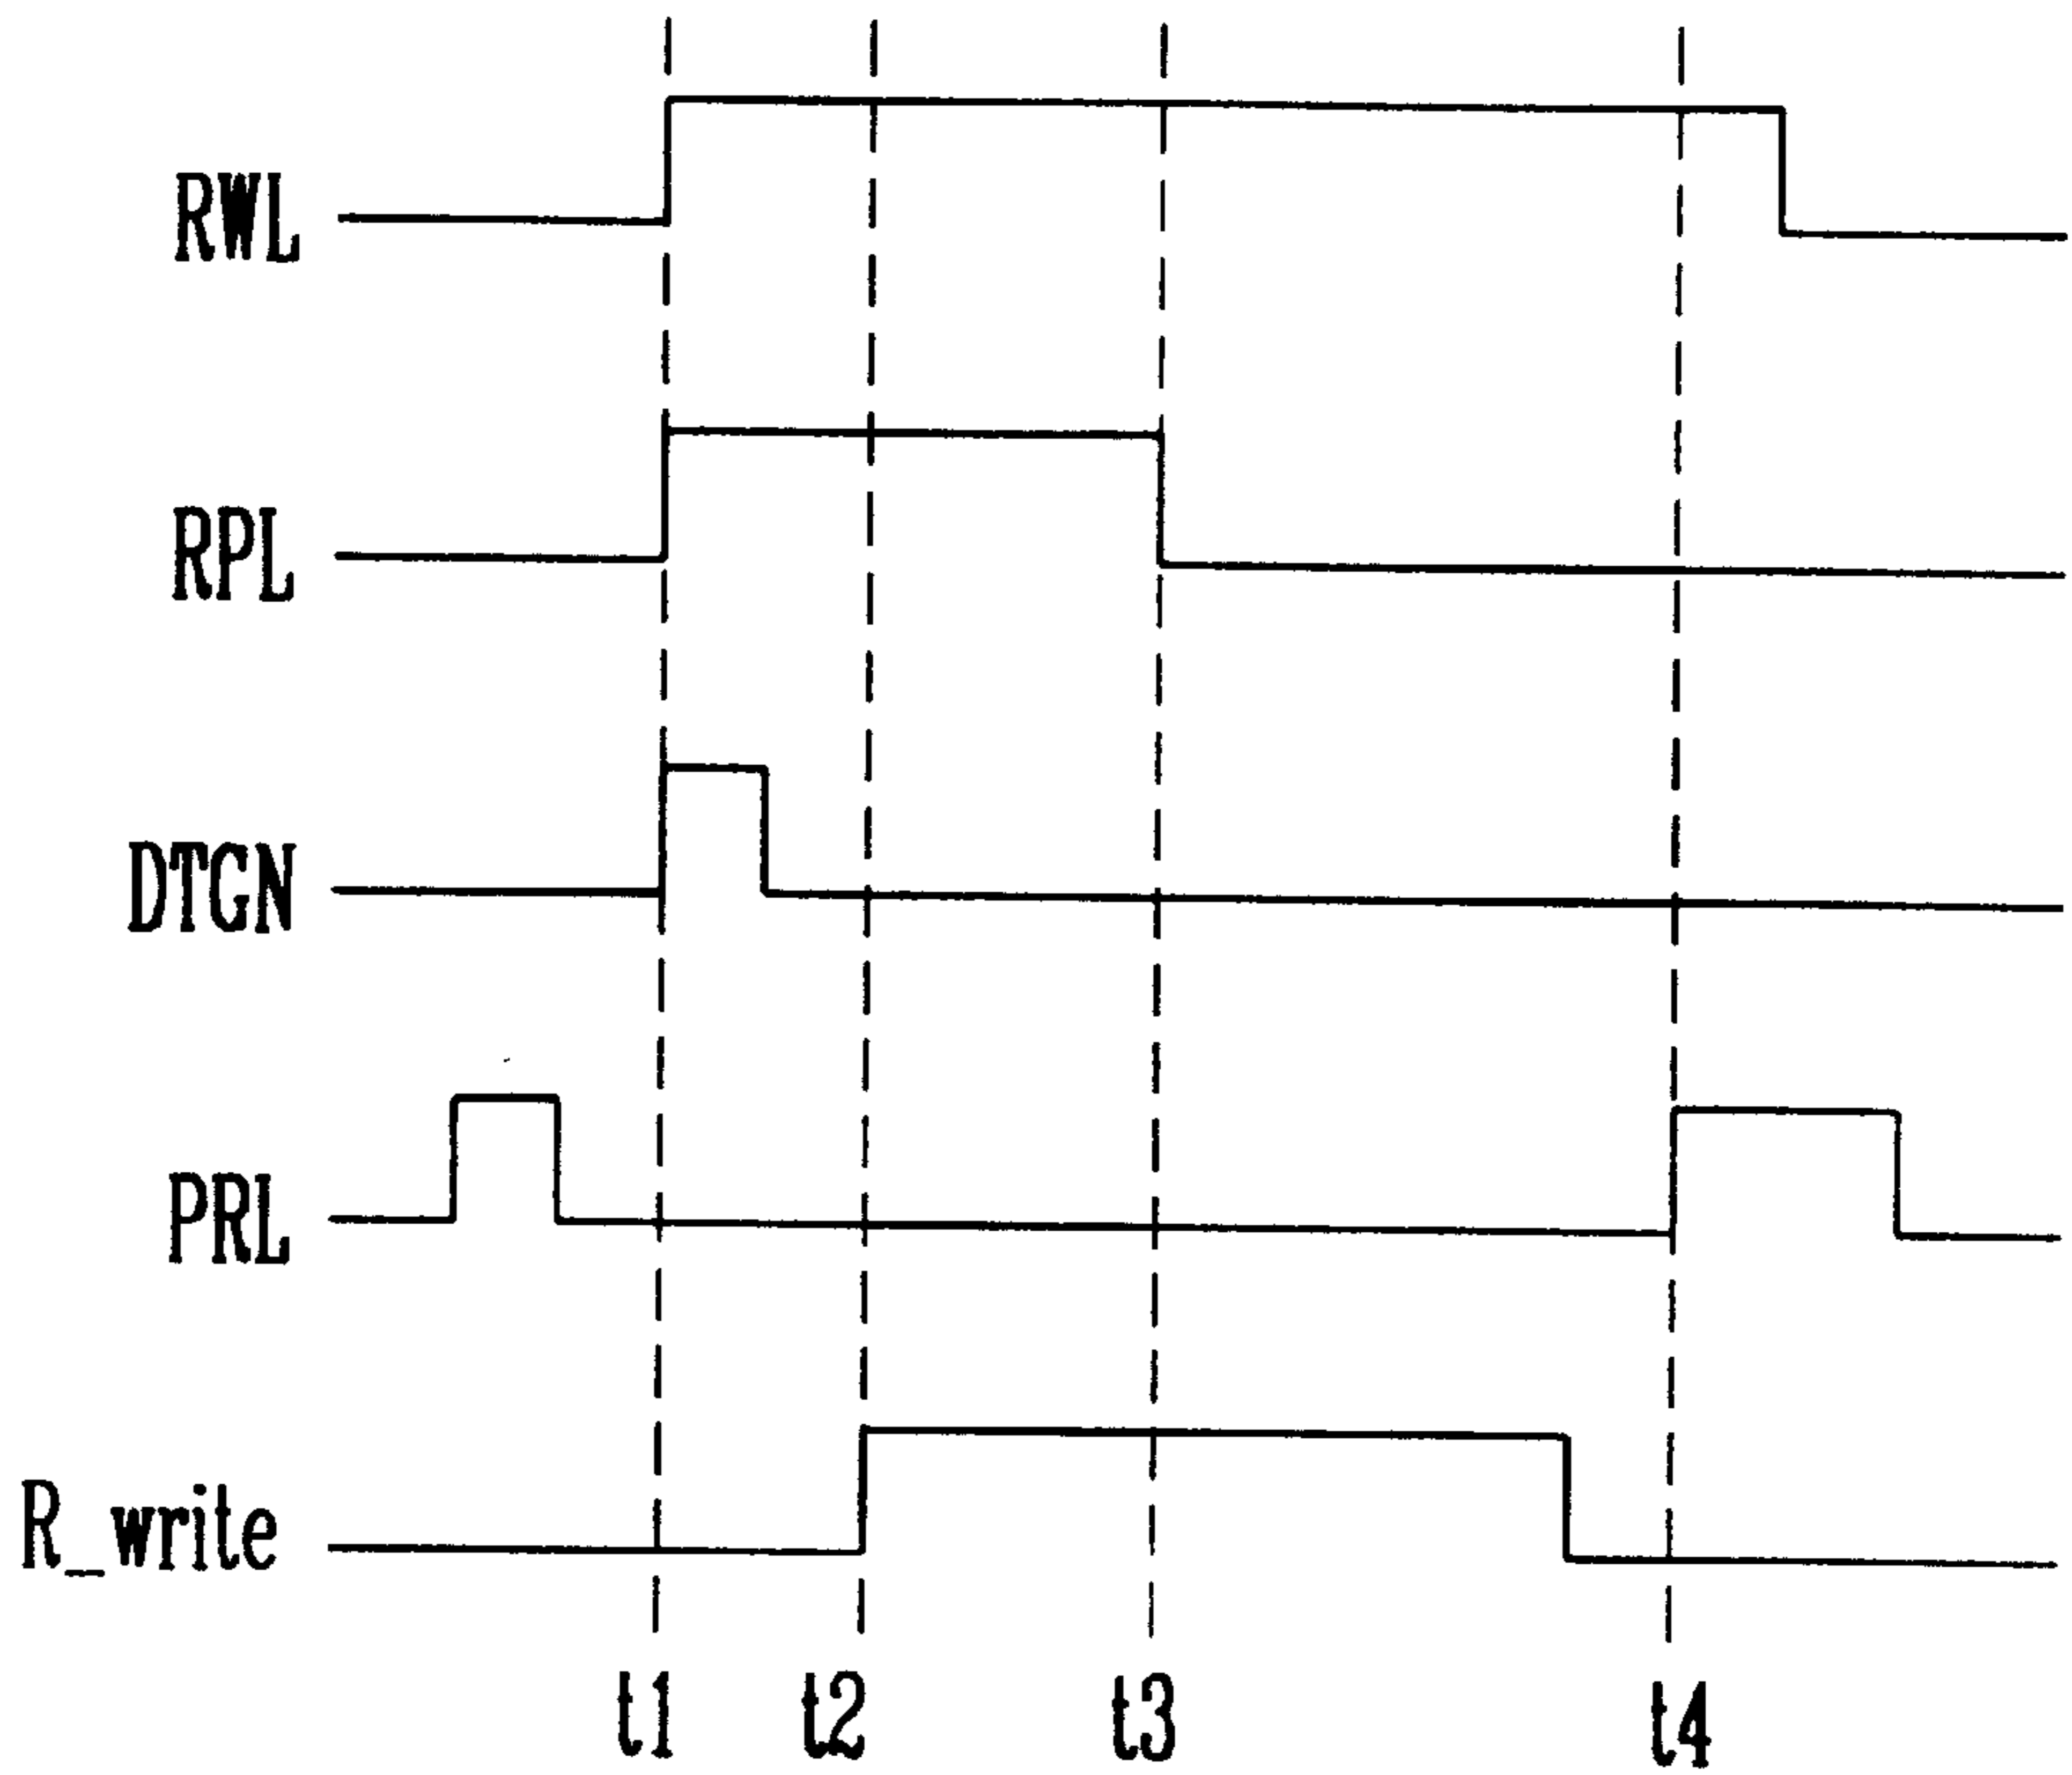 RWL
RPL
DTGN
PRL
R_write
t1 t2 t3 t4